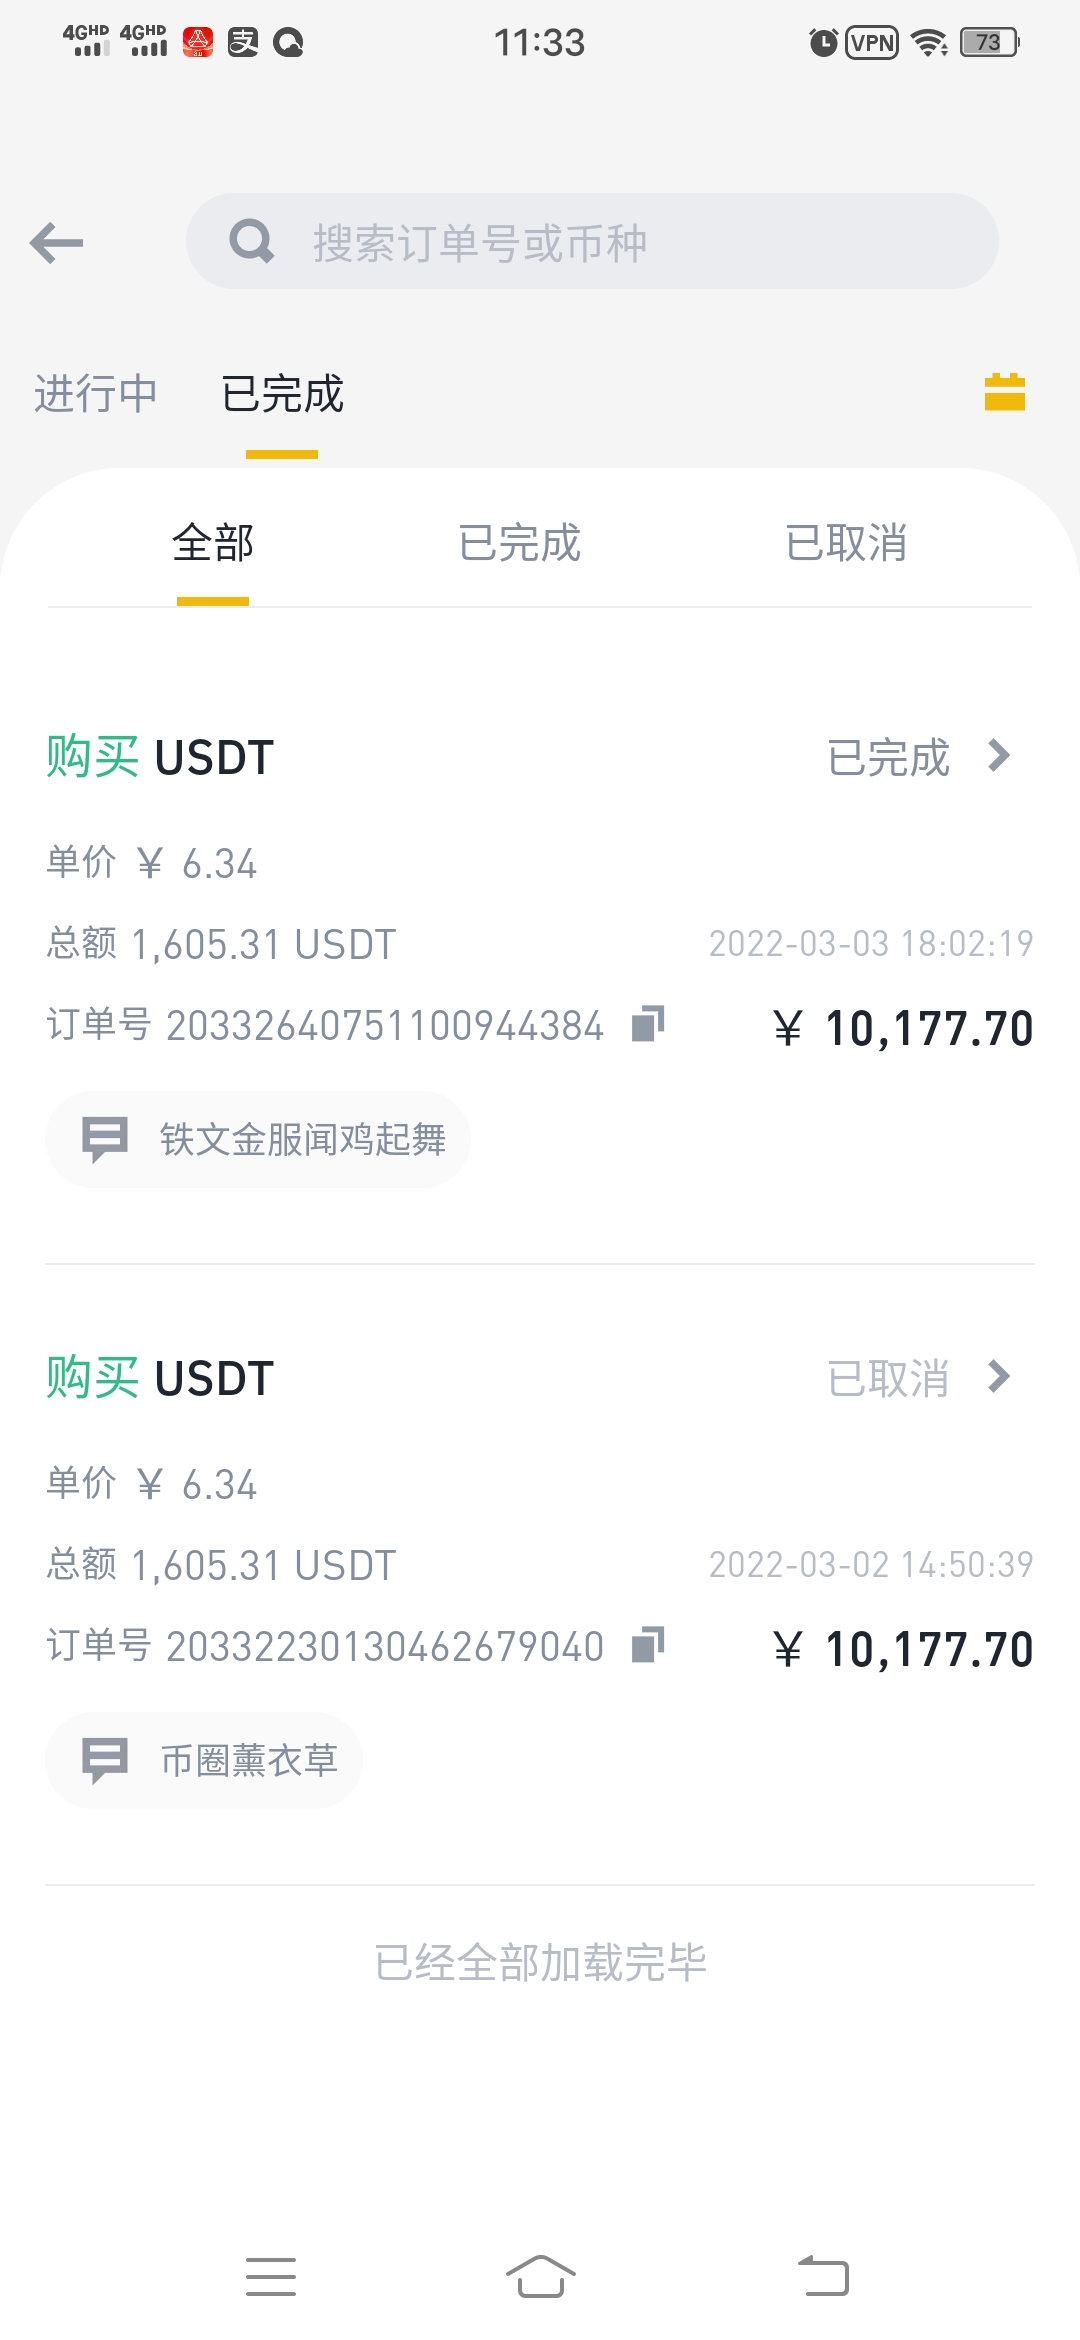 4GHD 4GHD 支 11:33 VPN 73
搜索订单号或币种
进行中 已完成
全部 已完成 已取消
购买 USDT 已完成
单价 ¥ 6.34
总额 1,605.31 USDT 2022-03-03 18:02:19
订单号 20332640751100944384 ¥ 10,177.70
铁文金服闻鸡起舞
购买 USDT 已取消
单价 ¥ 6.34
总额 1,605.31 USDT 2022-03-02 14:50:39
订单号 20332230130462679040 ¥ 10,177.70
币圈薰衣草
已经全部加载完毕